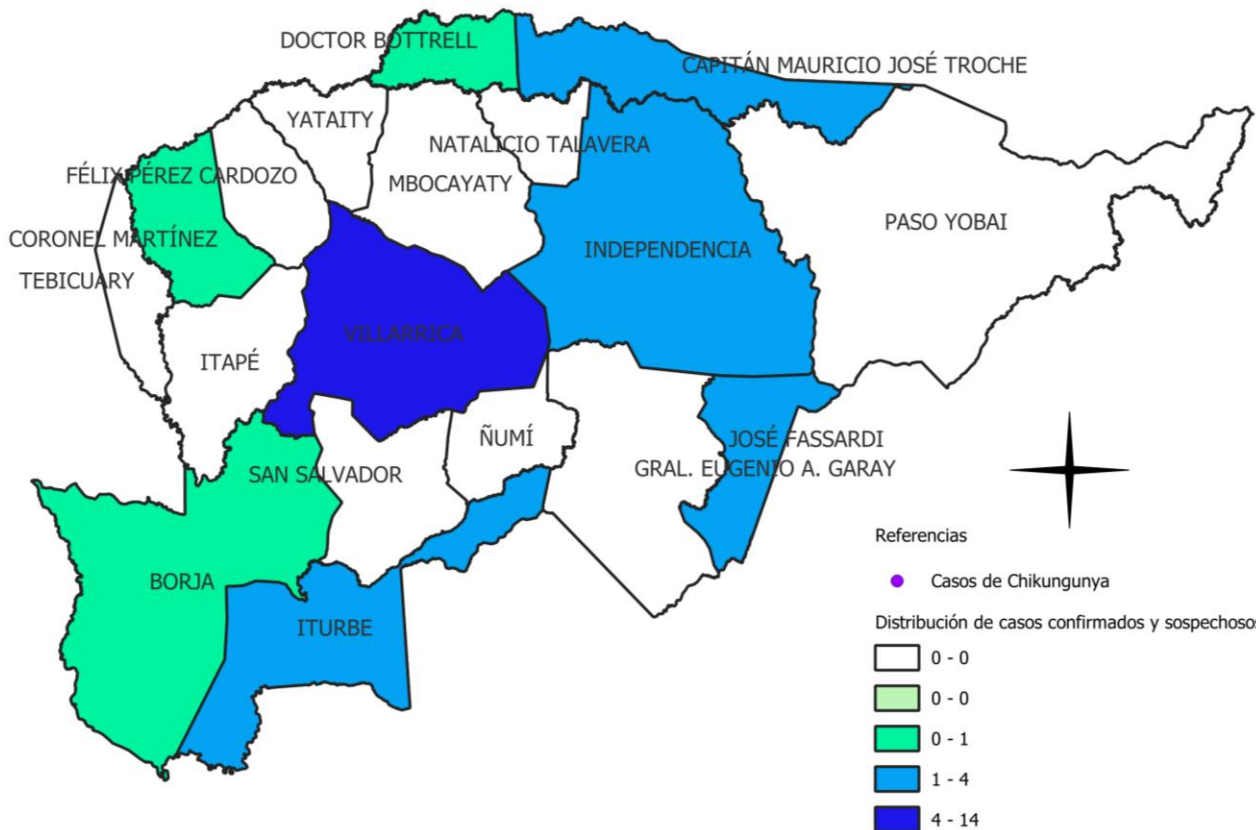 DOCTOR BOTTRELL
CAPITÁN MAURICIO JOSÉ TROCHE
YATAITY
NATALICIO TALAVERA
FÉLIX PÉREZ CARDOZO
MBOCAYATY
PASO YOBAI
CORONEL MARTÍNEZ
INDEPENDENCIA
TEBICUARY
VILLARRICA
ITAPÉ
ÑUMÍ
JOSÉ FASSARDI
GRAL. EUGENIO A. GARAY
SAN SALVADOR
BORJA
ITURBE
Referencias
Casos de Chikungunya
Distribución de casos confirmados y sospechosos
0 - 0
0 - 0
0 - 1
1 - 4
4 - 14